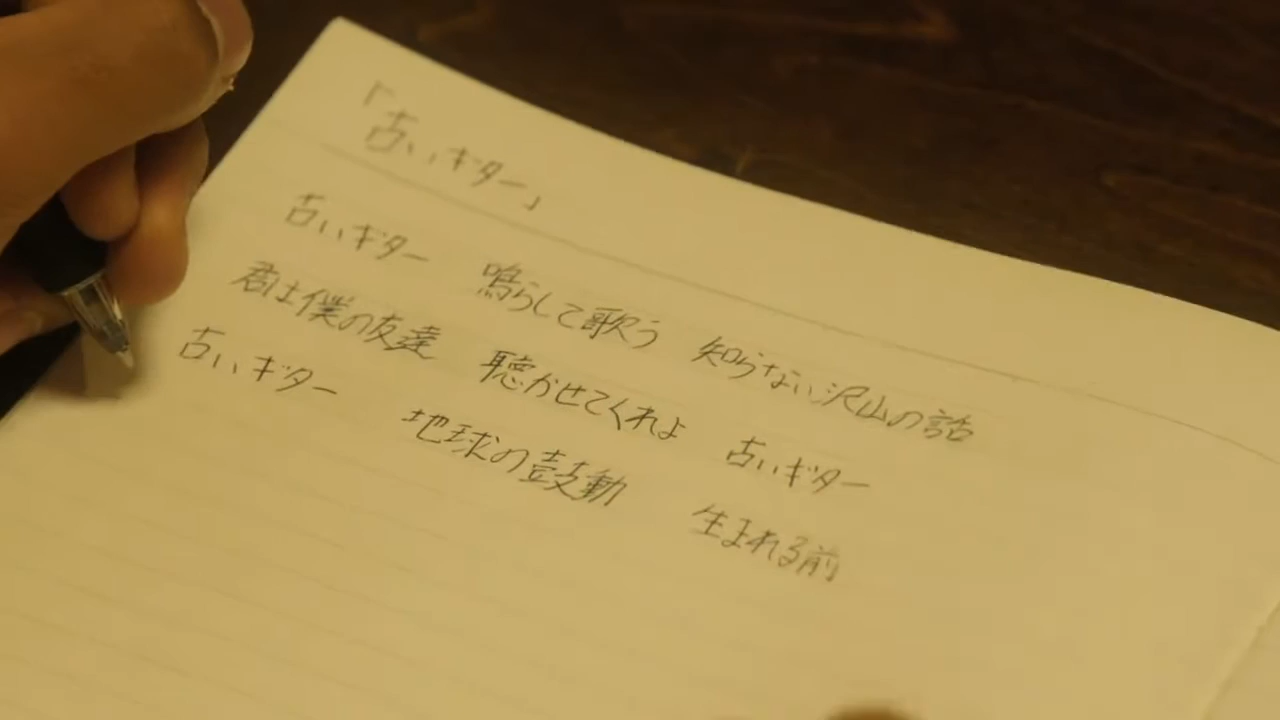 「古いギター」
古いギター　鳴らして歌う　知らない沢山の話
君は僕の友達　聴かせてくれよ　古いギター
古いギター　地球の鼓動　生まれる前